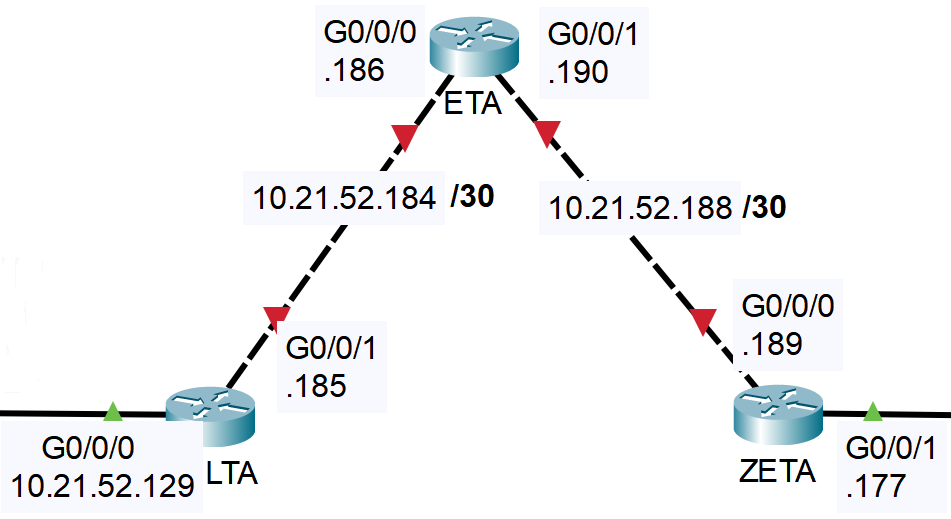 G0/0/0
.186
G0/0/1
.190
ETA
10.21.52.184 /30
10.21.52.188 /30
G0/0/1
.185
G0/0/0
.189
G0/0/0
10.21.52.129
LTA
ZETA
G0/0/1
.177